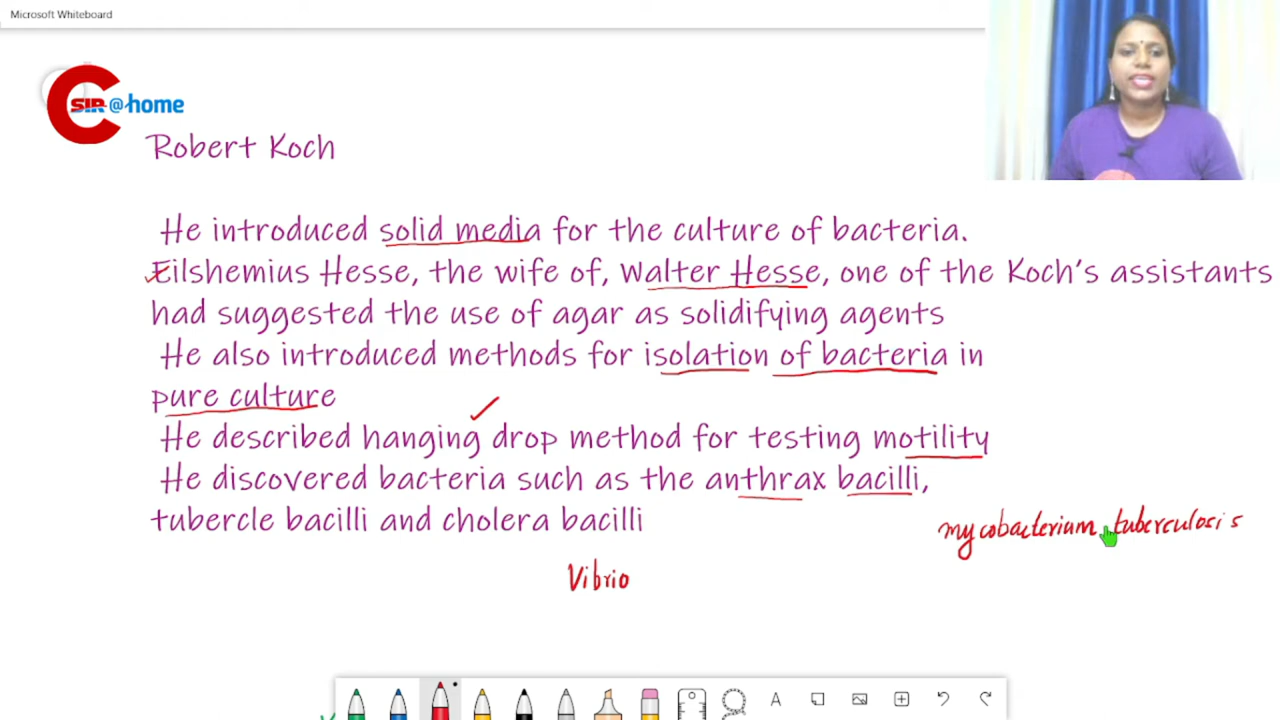 Microsoft Whiteboard
CSIR@home
Robert Koch
He introduced solid media for the culture of bacteria.
Eilshemius Hesse, the wife of, Walter Hesse, one of the Koch's assistants
had suggested the use of agar as solidifying agents
He also introduced methods for isolation of bacteria in
pure culture
He described hanging drop method for testing motility
He discovered bacteria such as the anthrax bacilli,
tubercle bacilli and cholera bacilli
mycobacterium tuberculosis
Vibrio
A